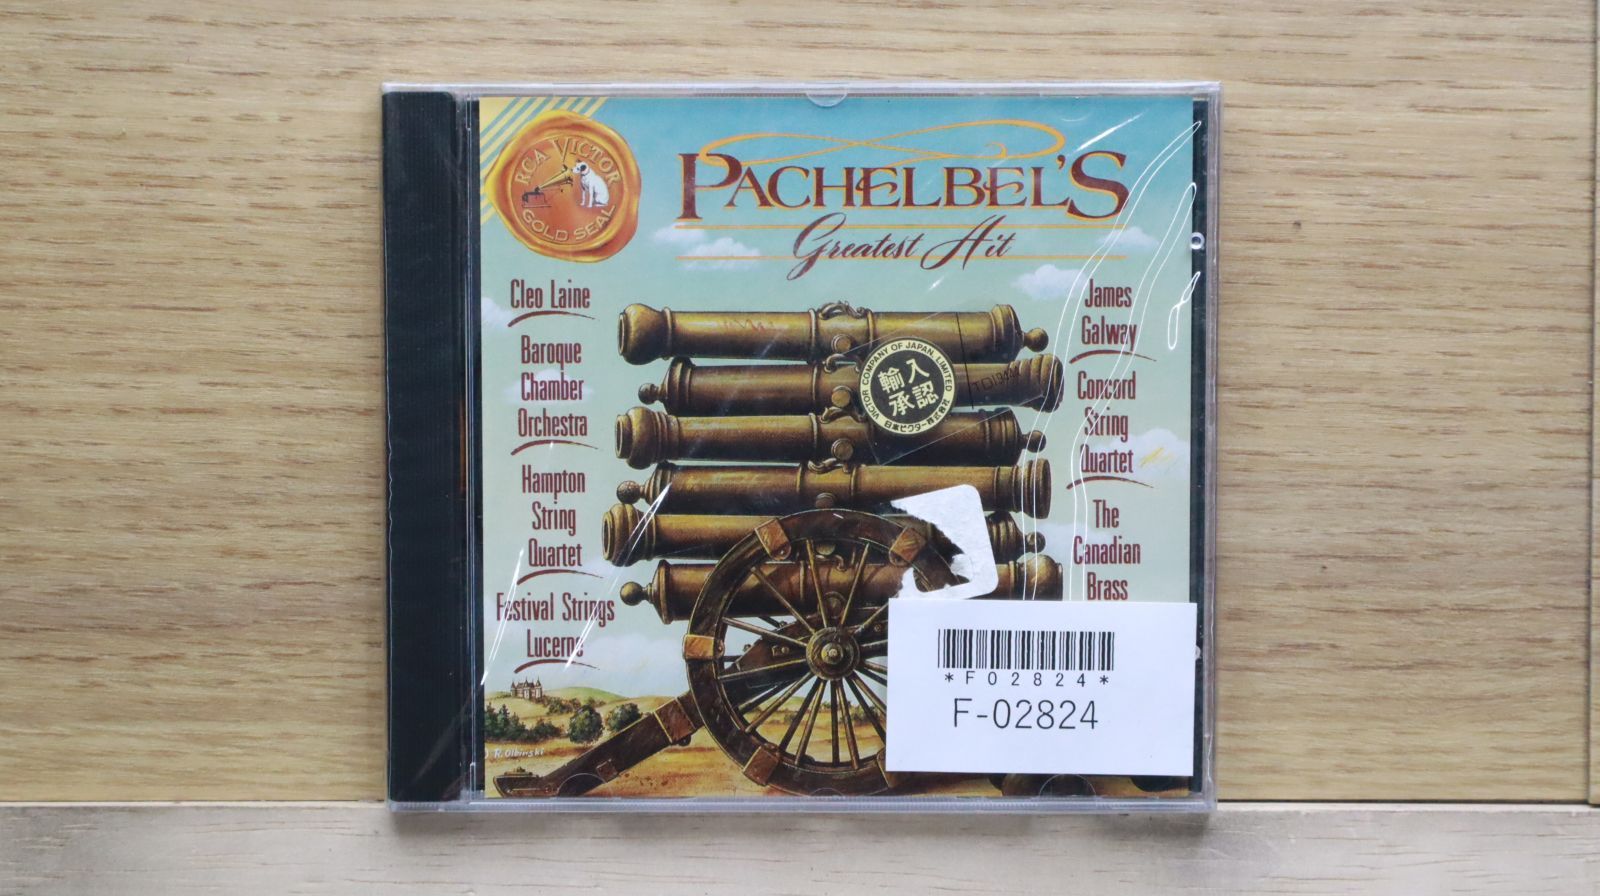 RCA VICTOR
GOLD SEAL
PACHELBEL'S
Greatest Hit
Cleo Laine
Baroque
Chamber
Orchestra
Hampton
String
Quartet
Festival Strings
Lucerne
James
Galway
Concord
String
Quartet
The
Canadian
Brass
VICTOR COMPANY OF JAPAN, LIMITED
輸入
承認
日本ビクター株式会社
R. Olbinski
*F02824*
F-02824